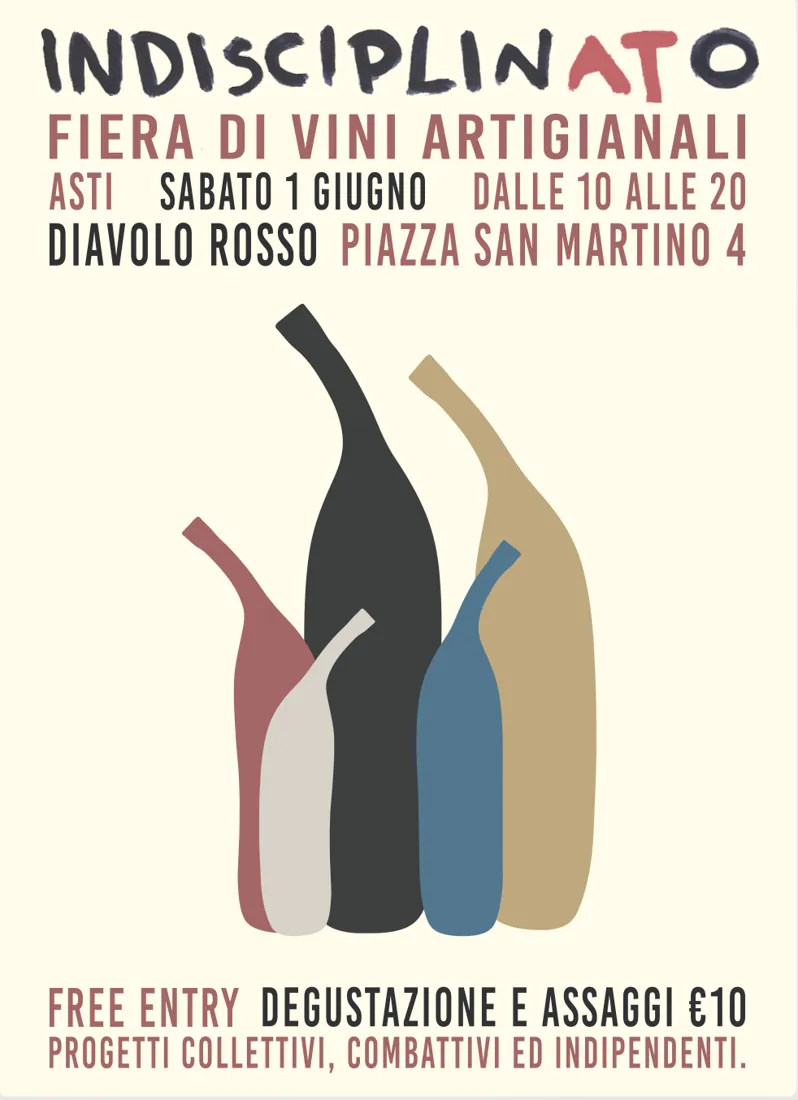 INDISCIPLINATO
FIERA DI VINI ARTIGIANALI
ASTI SABATO 1 GIUGNO DALLE 10 ALLE 20
DIAVOLO ROSSO PIAZZA SAN MARTINO 4
FREE ENTRY DEGUSTAZIONE E ASSAGGI €10
PROGETTI COLLETTIVI, COMBATTIVI ED INDIPENDENTI.